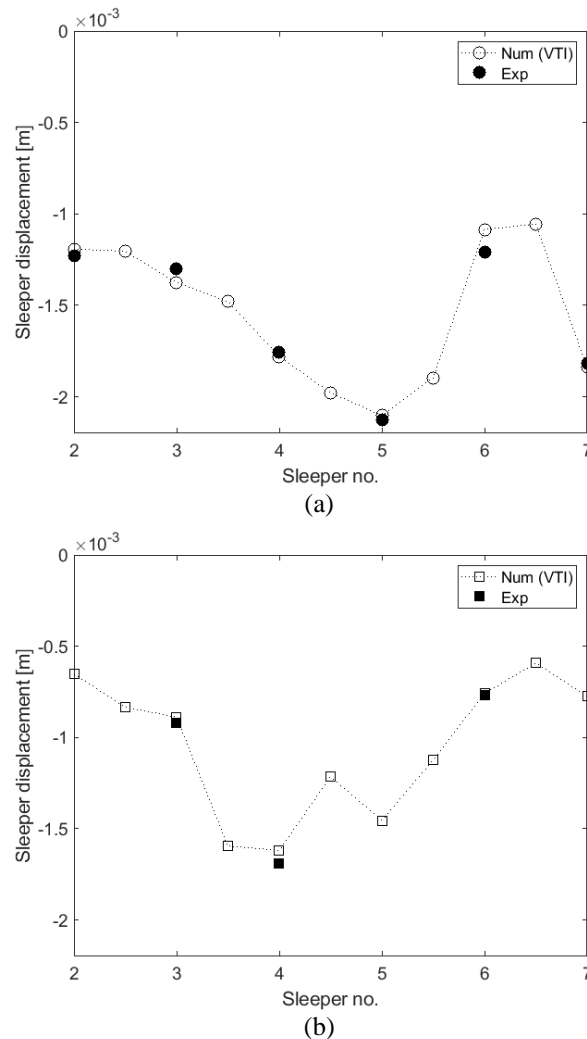 ×10⁻³
0
-0.5
-1
-1.5
-2
Sleeper displacement [m]
Num (VTI)
Exp
2 3 4 5 6 7
Sleeper no.
(a)
×10⁻³
0
-0.5
-1
-1.5
-2
Sleeper displacement [m]
Num (VTI)
Exp
2 3 4 5 6 7
Sleeper no.
(b)